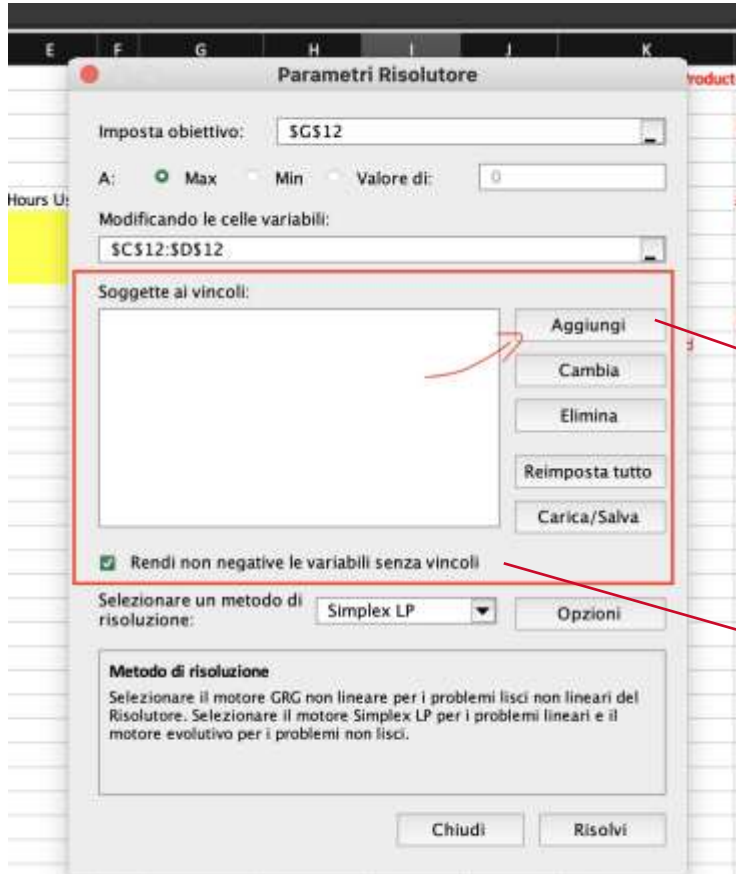 E F G H I J K
Parametri Risolutore
Product
Imposta obiettivo: $G$12
A: Max Min Valore di: 0
Hours Us
Modificando le celle variabili:
$C$12:$D$12
Soggette ai vincoli:
Aggiungi
Cambia
Elimina
Reimposta tutto
Carica/Salva
Rendi non negative le variabili senza vincoli
Selezionare un metodo di
risoluzione:
Simplex LP
Opzioni
Metodo di risoluzione
Selezionare il motore GRG non lineare per i problemi lisci non lineari del
Risolutore. Selezionare il motore Simplex LP per i problemi lineari e il
motore evolutivo per i problemi non lisci.
Chiudi Risolvi